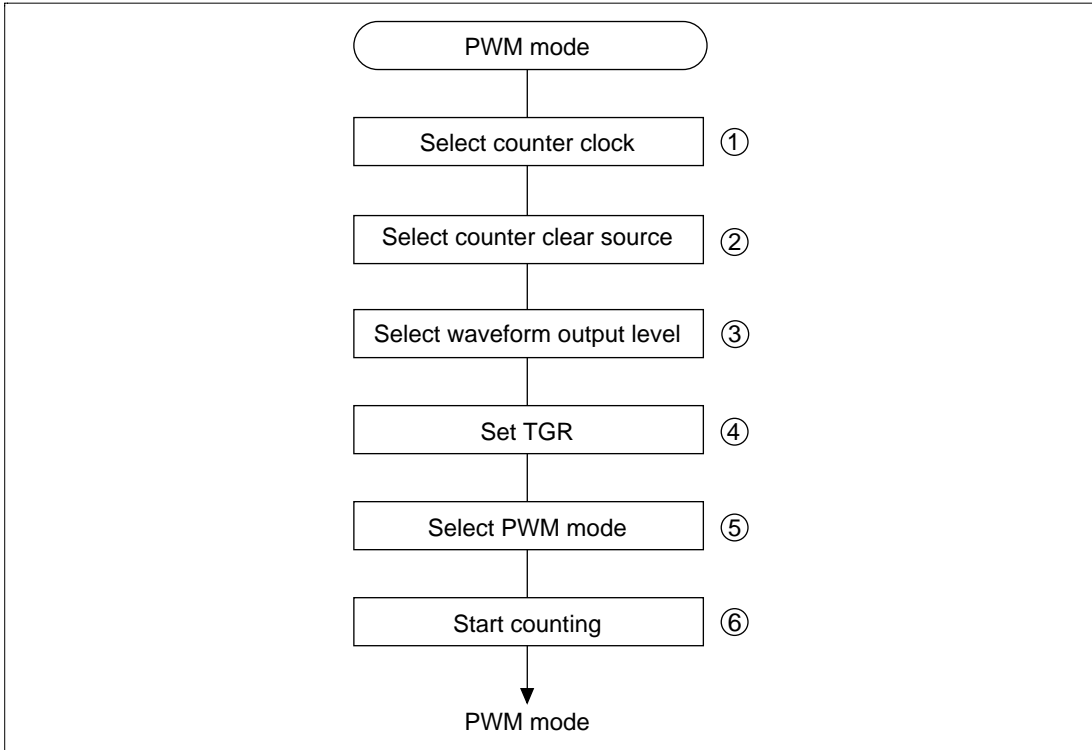 PWM mode
Select counter clock ①
Select counter clear source ②
Select waveform output level ③
Set TGR ④
Select PWM mode ⑤
Start counting ⑥
PWM mode